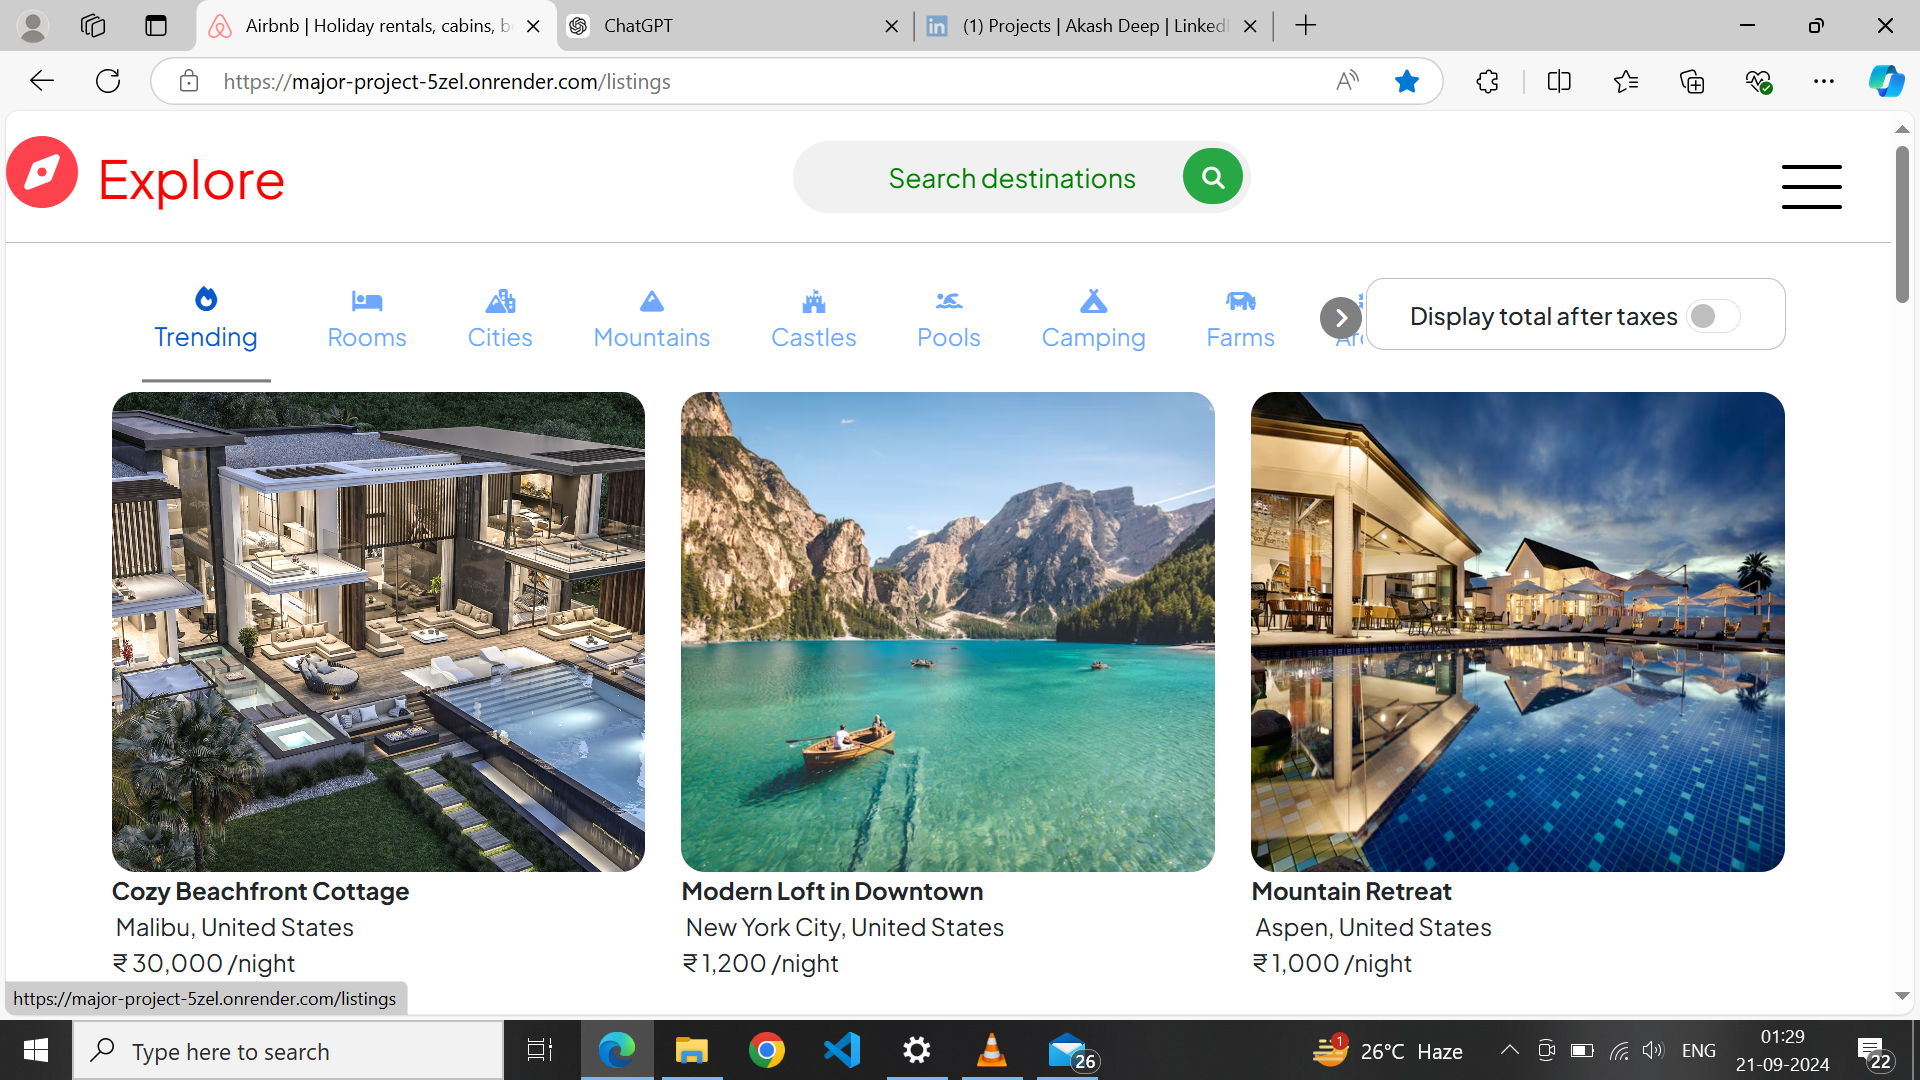 Airbnb | Holiday rentals, cabins, b
ChatGPT
(1) Projects | Akash Deep | Linked
https://major-project-5zel.onrender.com/listings
Explore
Search destinations
Trending
Rooms
Cities
Mountains
Castles
Pools
Camping
Farms
Display total after taxes
Cozy Beachfront Cottage
Malibu, United States
₹ 30,000 /night
Modern Loft in Downtown
New York City, United States
₹ 1,200 /night
Mountain Retreat
Aspen, United States
₹ 1,000 /night
https://major-project-5zel.onrender.com/listings
Type here to search
26
1
26°C Haze
ENG
01:29
21-09-2024
22